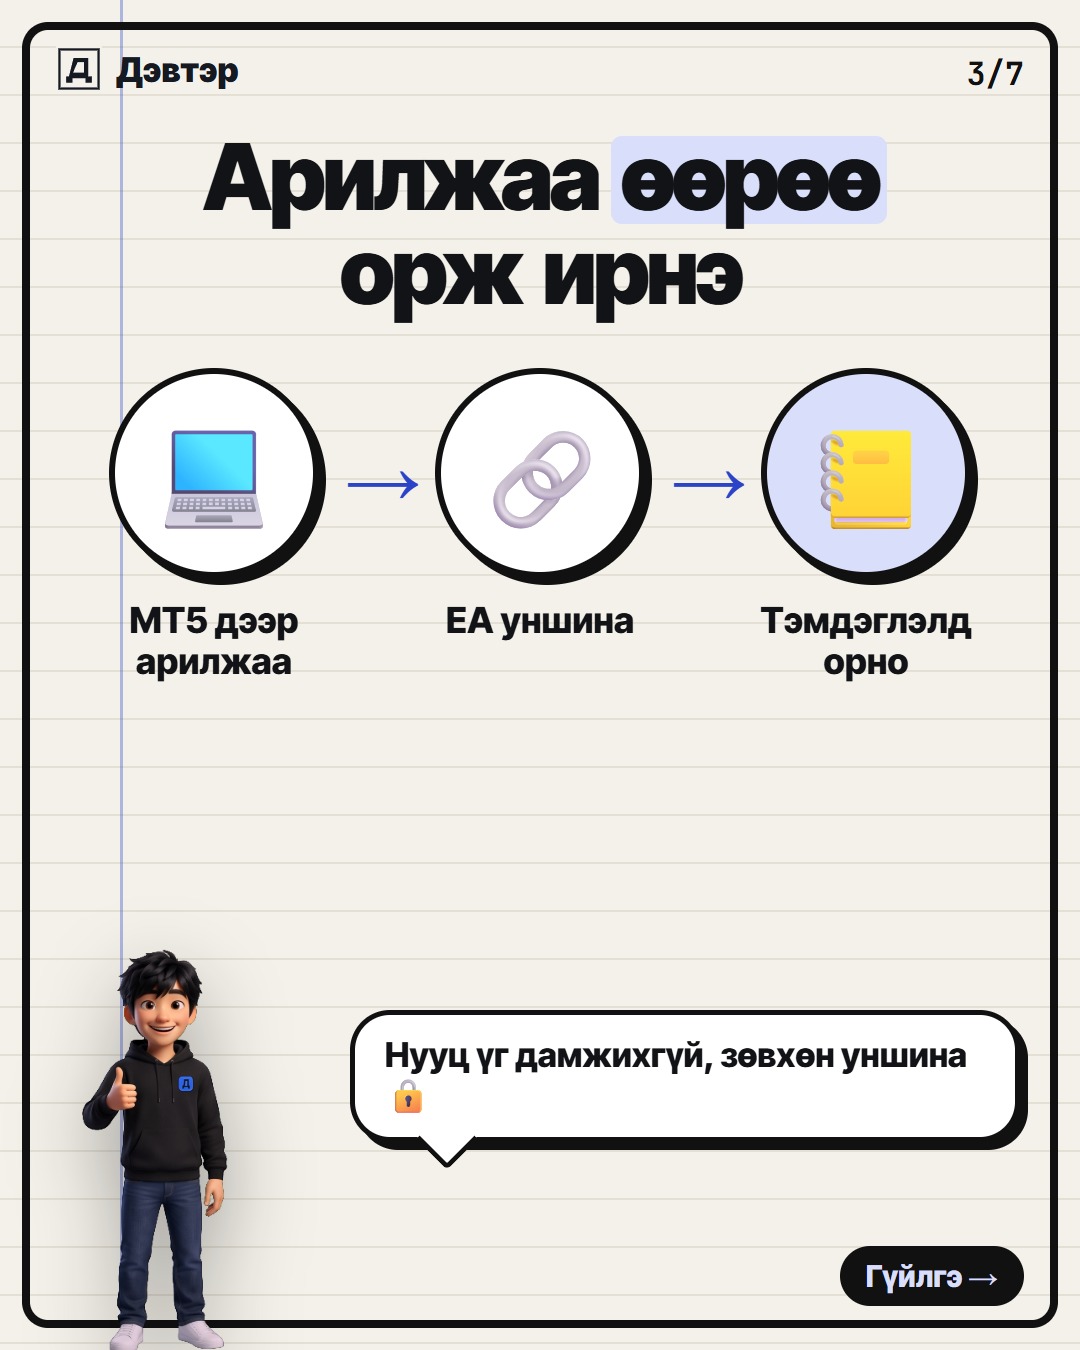 Д Дэвтэр
3/7
Арилжаа өөрөө
орж ирнэ
MT5 дээр
арилжаа
EA уншина
Тэмдэглэлд
орно
Нууц үг дамжихгүй, зөвхөн уншина
🔒
Д
Гүйлгэ →